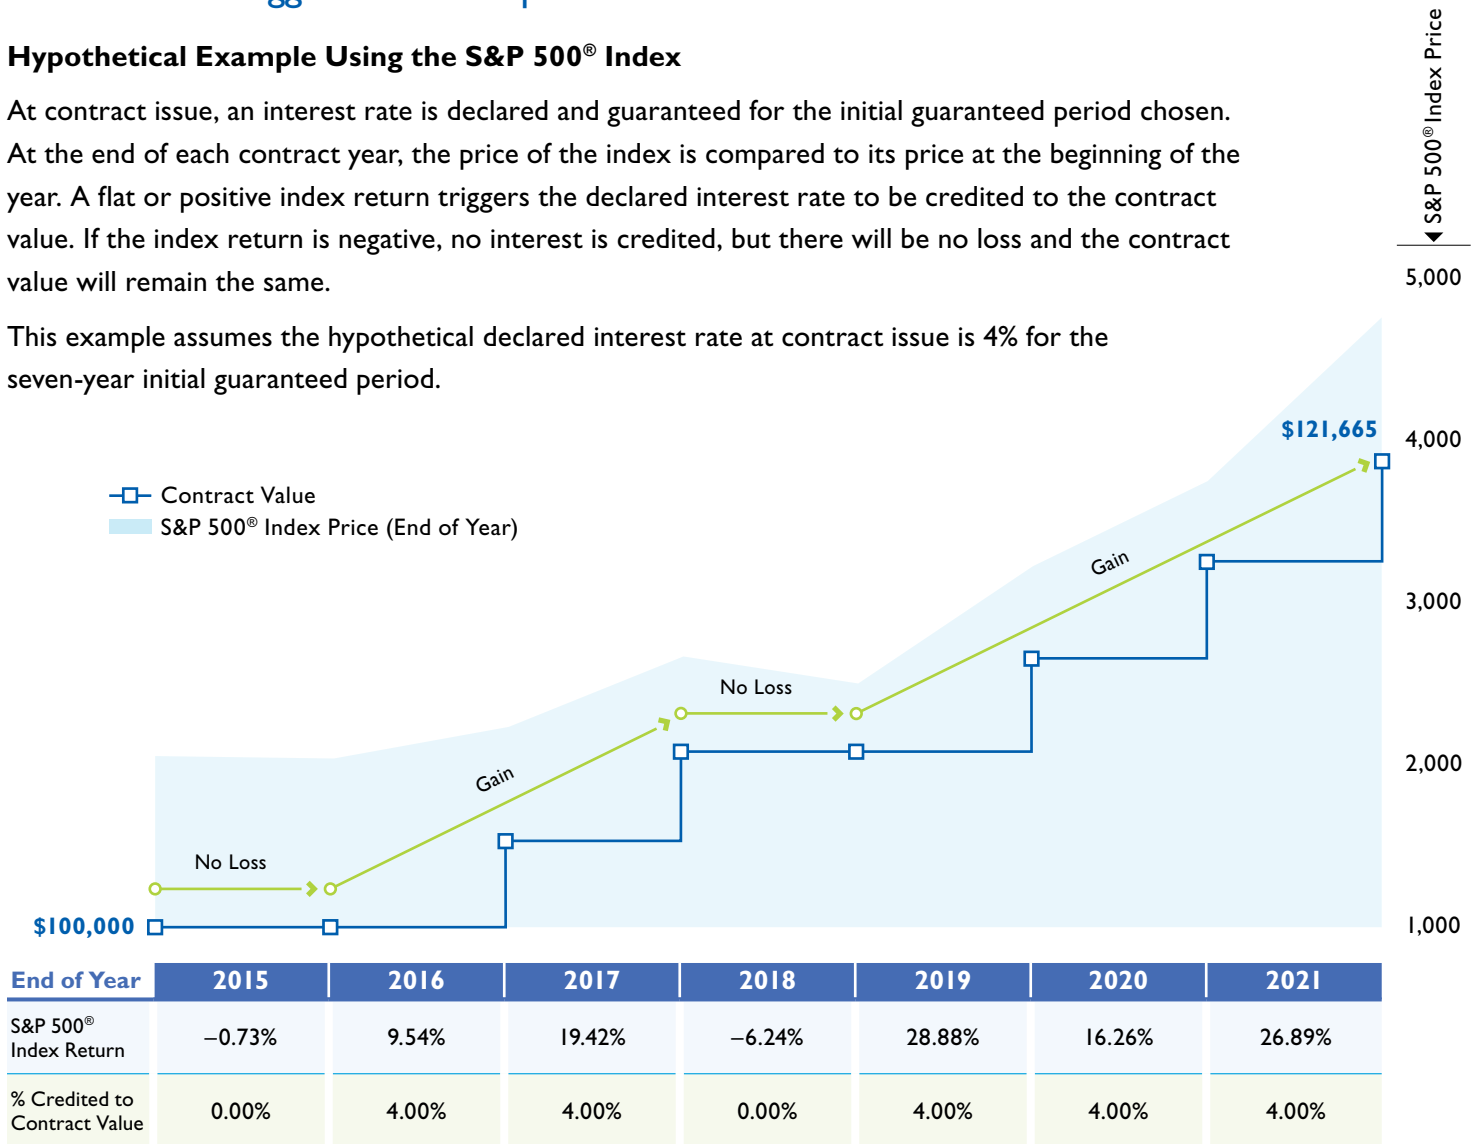 Hypothetical Example Using the S&P 500® Index
At contract issue, an interest rate is declared and guaranteed for the initial guaranteed period chosen.
At the end of each contract year, the price of the index is compared to its price at the beginning of the
year. A flat or positive index return triggers the declared interest rate to be credited to the contract
value. If the index return is negative, no interest is credited, but there will be no loss and the contract
value will remain the same.
This example assumes the hypothetical declared interest rate at contract issue is 4% for the
seven-year initial guaranteed period.
S&P 500® Index Price
5,000
4,000
3,000
2,000
1,000
Contract Value
S&P 500® Index Price (End of Year)
$121,665
Gain
No Loss
Gain
No Loss
$100,000
End of Year 2015 2016 2017 2018 2019 2020 2021
S&P 500®
Index Return −0.73% 9.54% 19.42% −6.24% 28.88% 16.26% 26.89%
% Credited to
Contract Value 0.00% 4.00% 4.00% 0.00% 4.00% 4.00% 4.00%